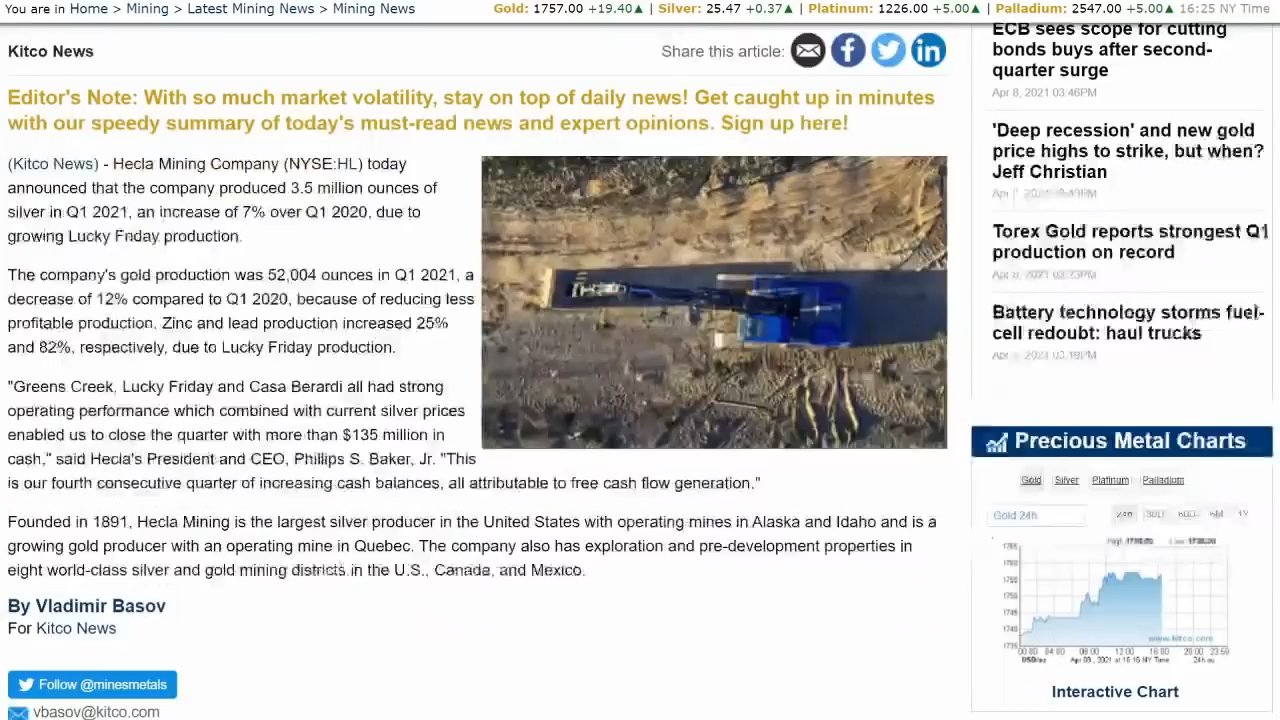 You are in > Home > Mining > Latest Mining News > Mining News
Gold: 1757.00 +19.40▲ | Silver: 25.47 +0.37▲ | Platinum: 1226.00 +5.00▲ | Palladium: 2547.00 +5.00▲ 16:25 NY Time
Kitco News
Share this article:
Editor's Note: With so much market volatility, stay on top of daily news! Get caught up in minutes
with our speedy summary of today's must-read news and expert opinions. Sign up here!
(Kitco News) - Hecla Mining Company (NYSE:HL) today
announced that the company produced 3.5 million ounces of
silver in Q1 2021, an increase of 7% over Q1 2020, due to
growing Lucky Friday production.
The company's gold production was 52,004 ounces in Q1 2021, a
decrease of 12% compared to Q1 2020, because of reducing less
profitable production. Zinc and lead production increased 25%
and 82%, respectively, due to Lucky Friday production.
"Greens Creek, Lucky Friday and Casa Berardi all had strong
operating performance which combined with current silver prices
enabled us to close the quarter with more than $135 million in
cash," said Hecla's President and CEO, Phillips S. Baker, Jr. "This
is our fourth consecutive quarter of increasing cash balances, all attributable to free cash flow generation."
Founded in 1891, Hecla Mining is the largest silver producer in the United States with operating mines in Alaska and Idaho and is a
growing gold producer with an operating mine in Quebec. The company also has exploration and pre-development properties in
eight world-class silver and gold mining districts in the U.S., Canada, and Mexico.
By Vladimir Basov
For Kitco News
Follow @minesmetals
vbasov@kitco.com
ECB sees scope for cutting
bonds buys after second-
quarter surge
Apr 8, 2021 03:46PM
'Deep recession' and new gold
price highs to strike, but when?
Jeff Christian
Torex Gold reports strongest Q1
production on record
Battery technology storms fuel-
cell redoubt: haul trucks
Precious Metal Charts
Gold Silver Platinum Palladium
Gold 24h
24h
www.kitco.com
Interactive Chart